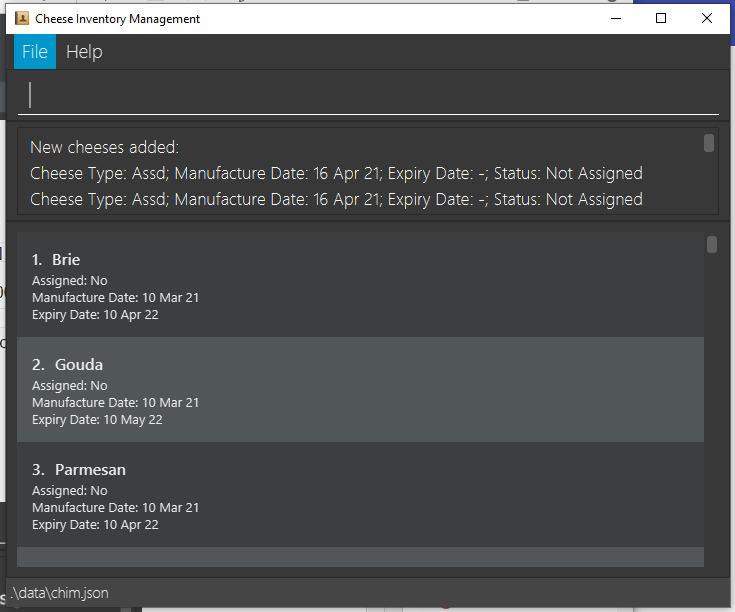 Cheese Inventory Management
File Help
New cheeses added:
Cheese Type: Assd; Manufacture Date: 16 Apr 21; Expiry Date: -; Status: Not Assigned
Cheese Type: Assd; Manufacture Date: 16 Apr 21; Expiry Date: -; Status: Not Assigned
1. Brie
Assigned: No
Manufacture Date: 10 Mar 21
Expiry Date: 10 Apr 22
2. Gouda
Assigned: No
Manufacture Date: 10 Mar 21
Expiry Date: 10 May 22
3. Parmesan
Assigned: No
Manufacture Date: 10 Mar 21
Expiry Date: 10 Apr 22
.\data\chim.json